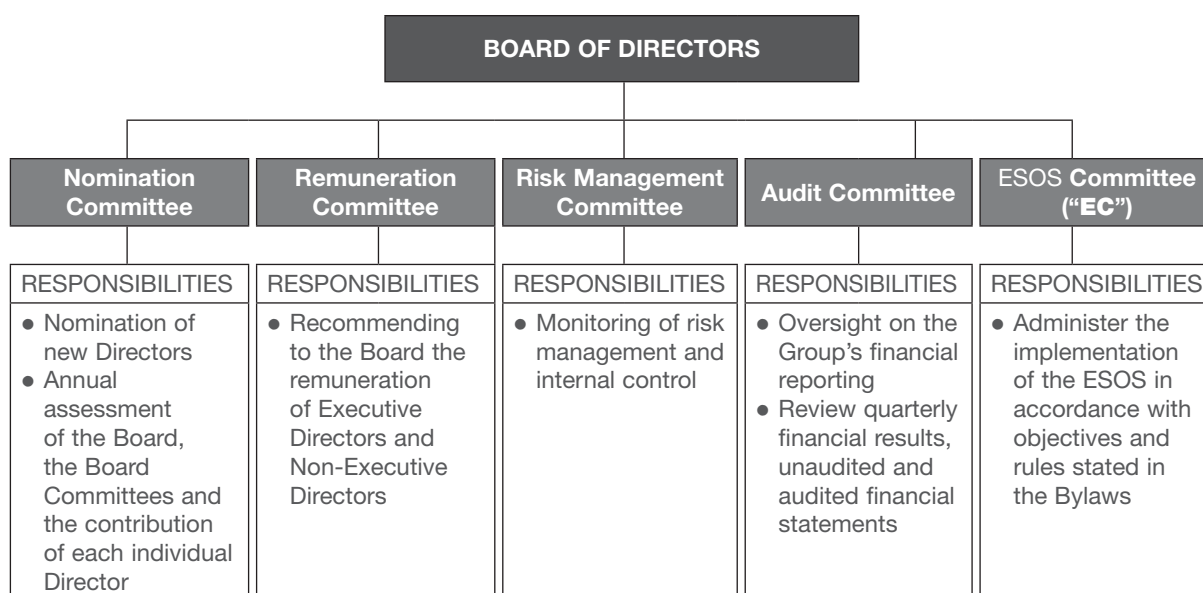 BOARD OF DIRECTORS
Nomination
Committee
RESPONSIBILITIES
● Nomination of
new Directors
● Annual
assessment
of the Board,
the Board
Committees and
the contribution
of each individual
Director
Remuneration
Committee
RESPONSIBILITIES
● Recommending
to the Board the
remuneration
of Executive
Directors and
Non-Executive
Directors
Risk Management
Committee
RESPONSIBILITIES
● Monitoring of risk
management and
internal control
Audit Committee
RESPONSIBILITIES
● Oversight on the
Group’s financial
reporting
● Review quarterly
financial results,
unaudited and
audited financial
statements
ESOS Committee
(“EC”)
RESPONSIBILITIES
● Administer the
implementation
of the ESOS in
accordance with
objectives and
rules stated in
the Bylaws